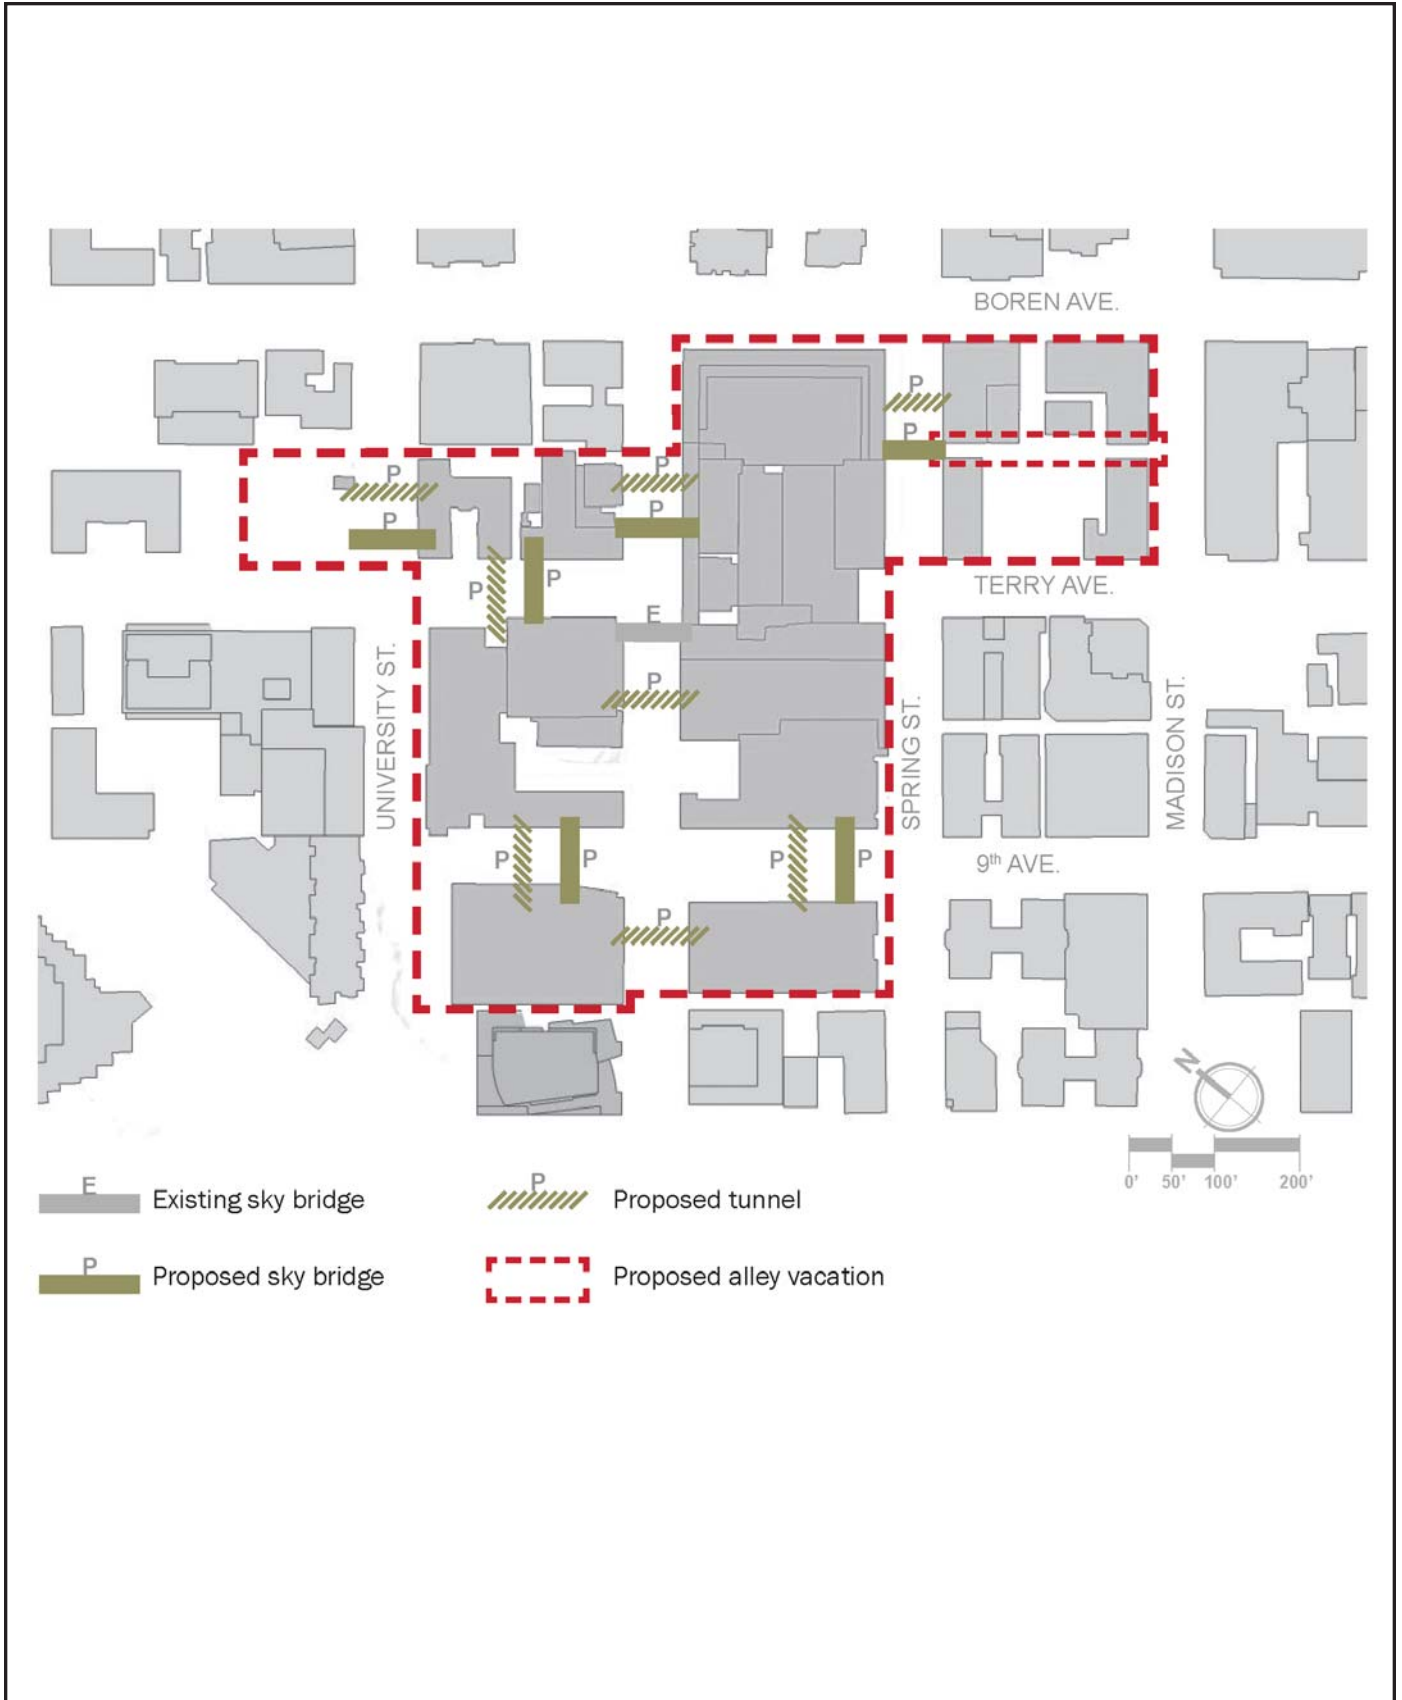 BOREN AVE.
P
P
P
P
P
P
TERRY AVE.
P
P
E
UNIVERSITY ST.
P
SPRING ST.
MADISON ST.
P
P
P
P
9th AVE.
P
N
0' 50' 100' 200'
E
Existing sky bridge
P
Proposed tunnel
P
Proposed sky bridge
Proposed alley vacation